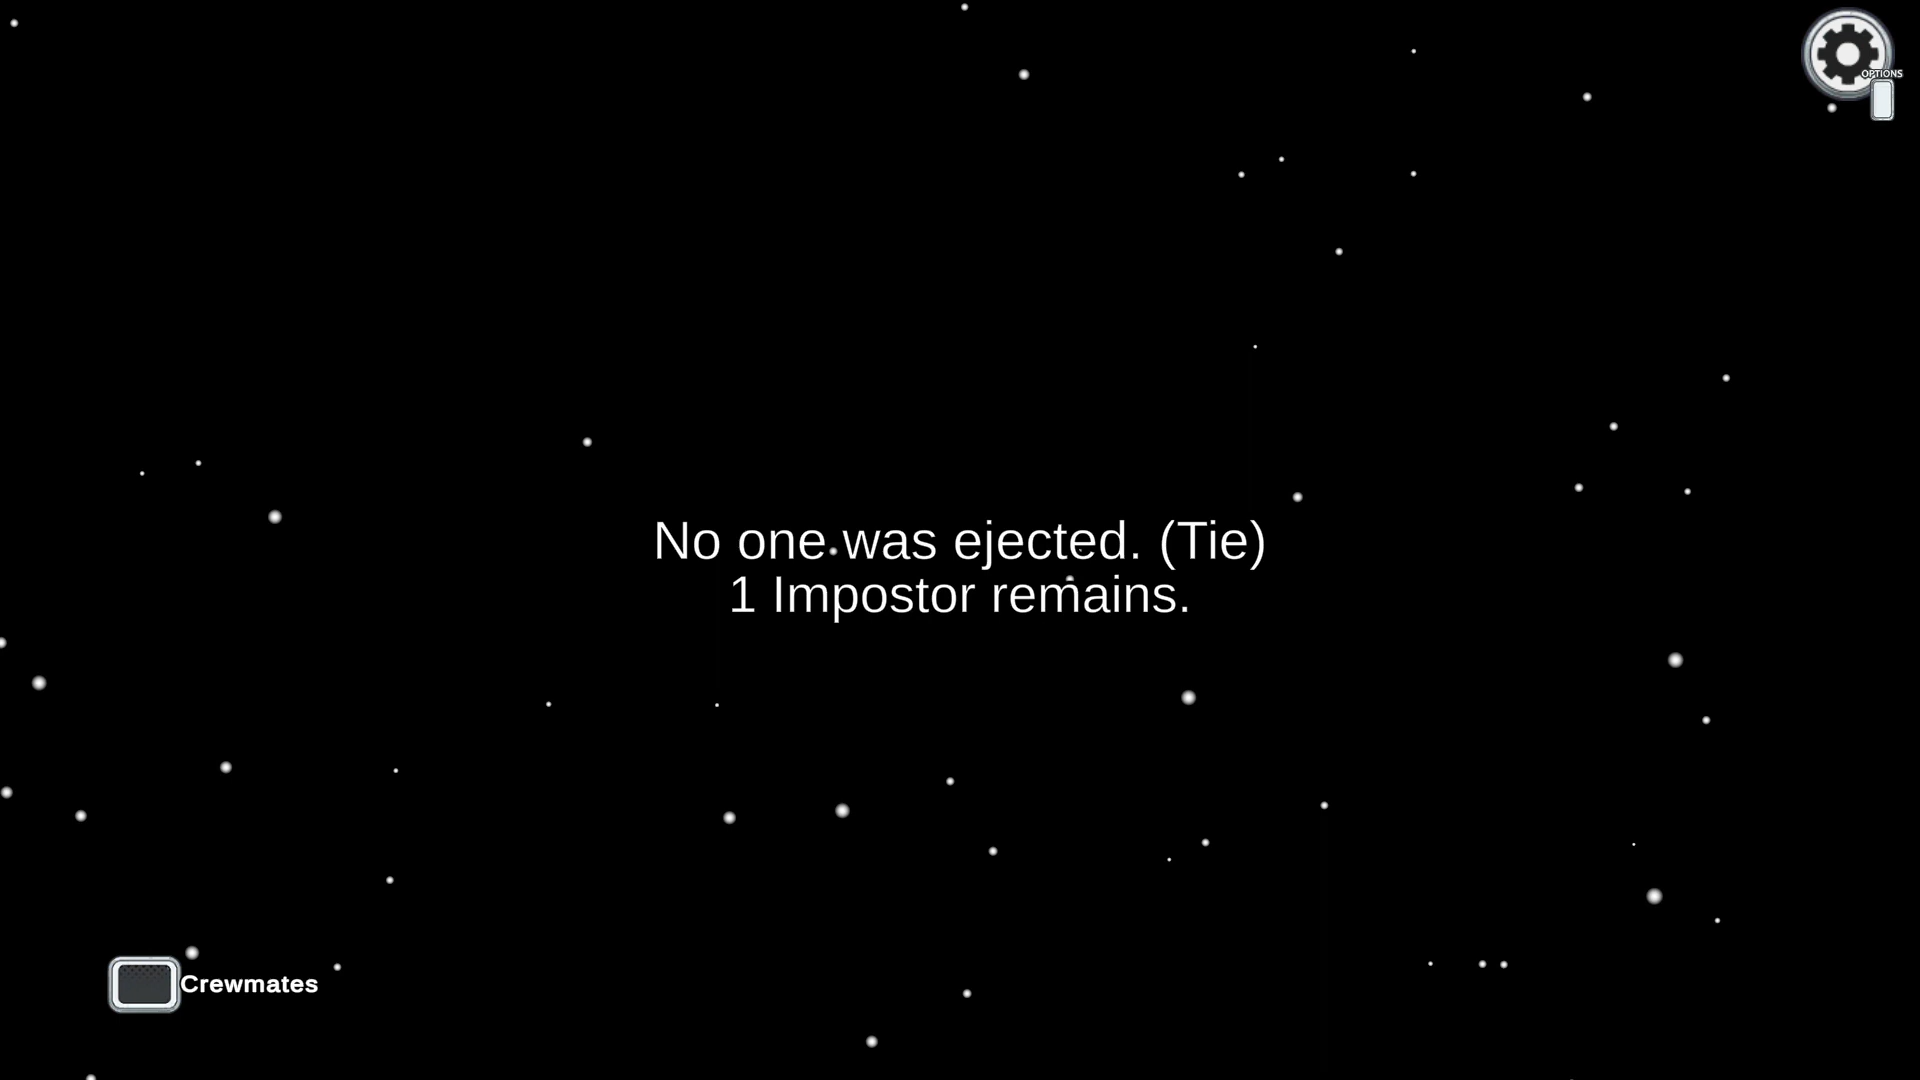 OPTIONS
No one was ejected. (Tie)
1 Impostor remains.
Crewmates